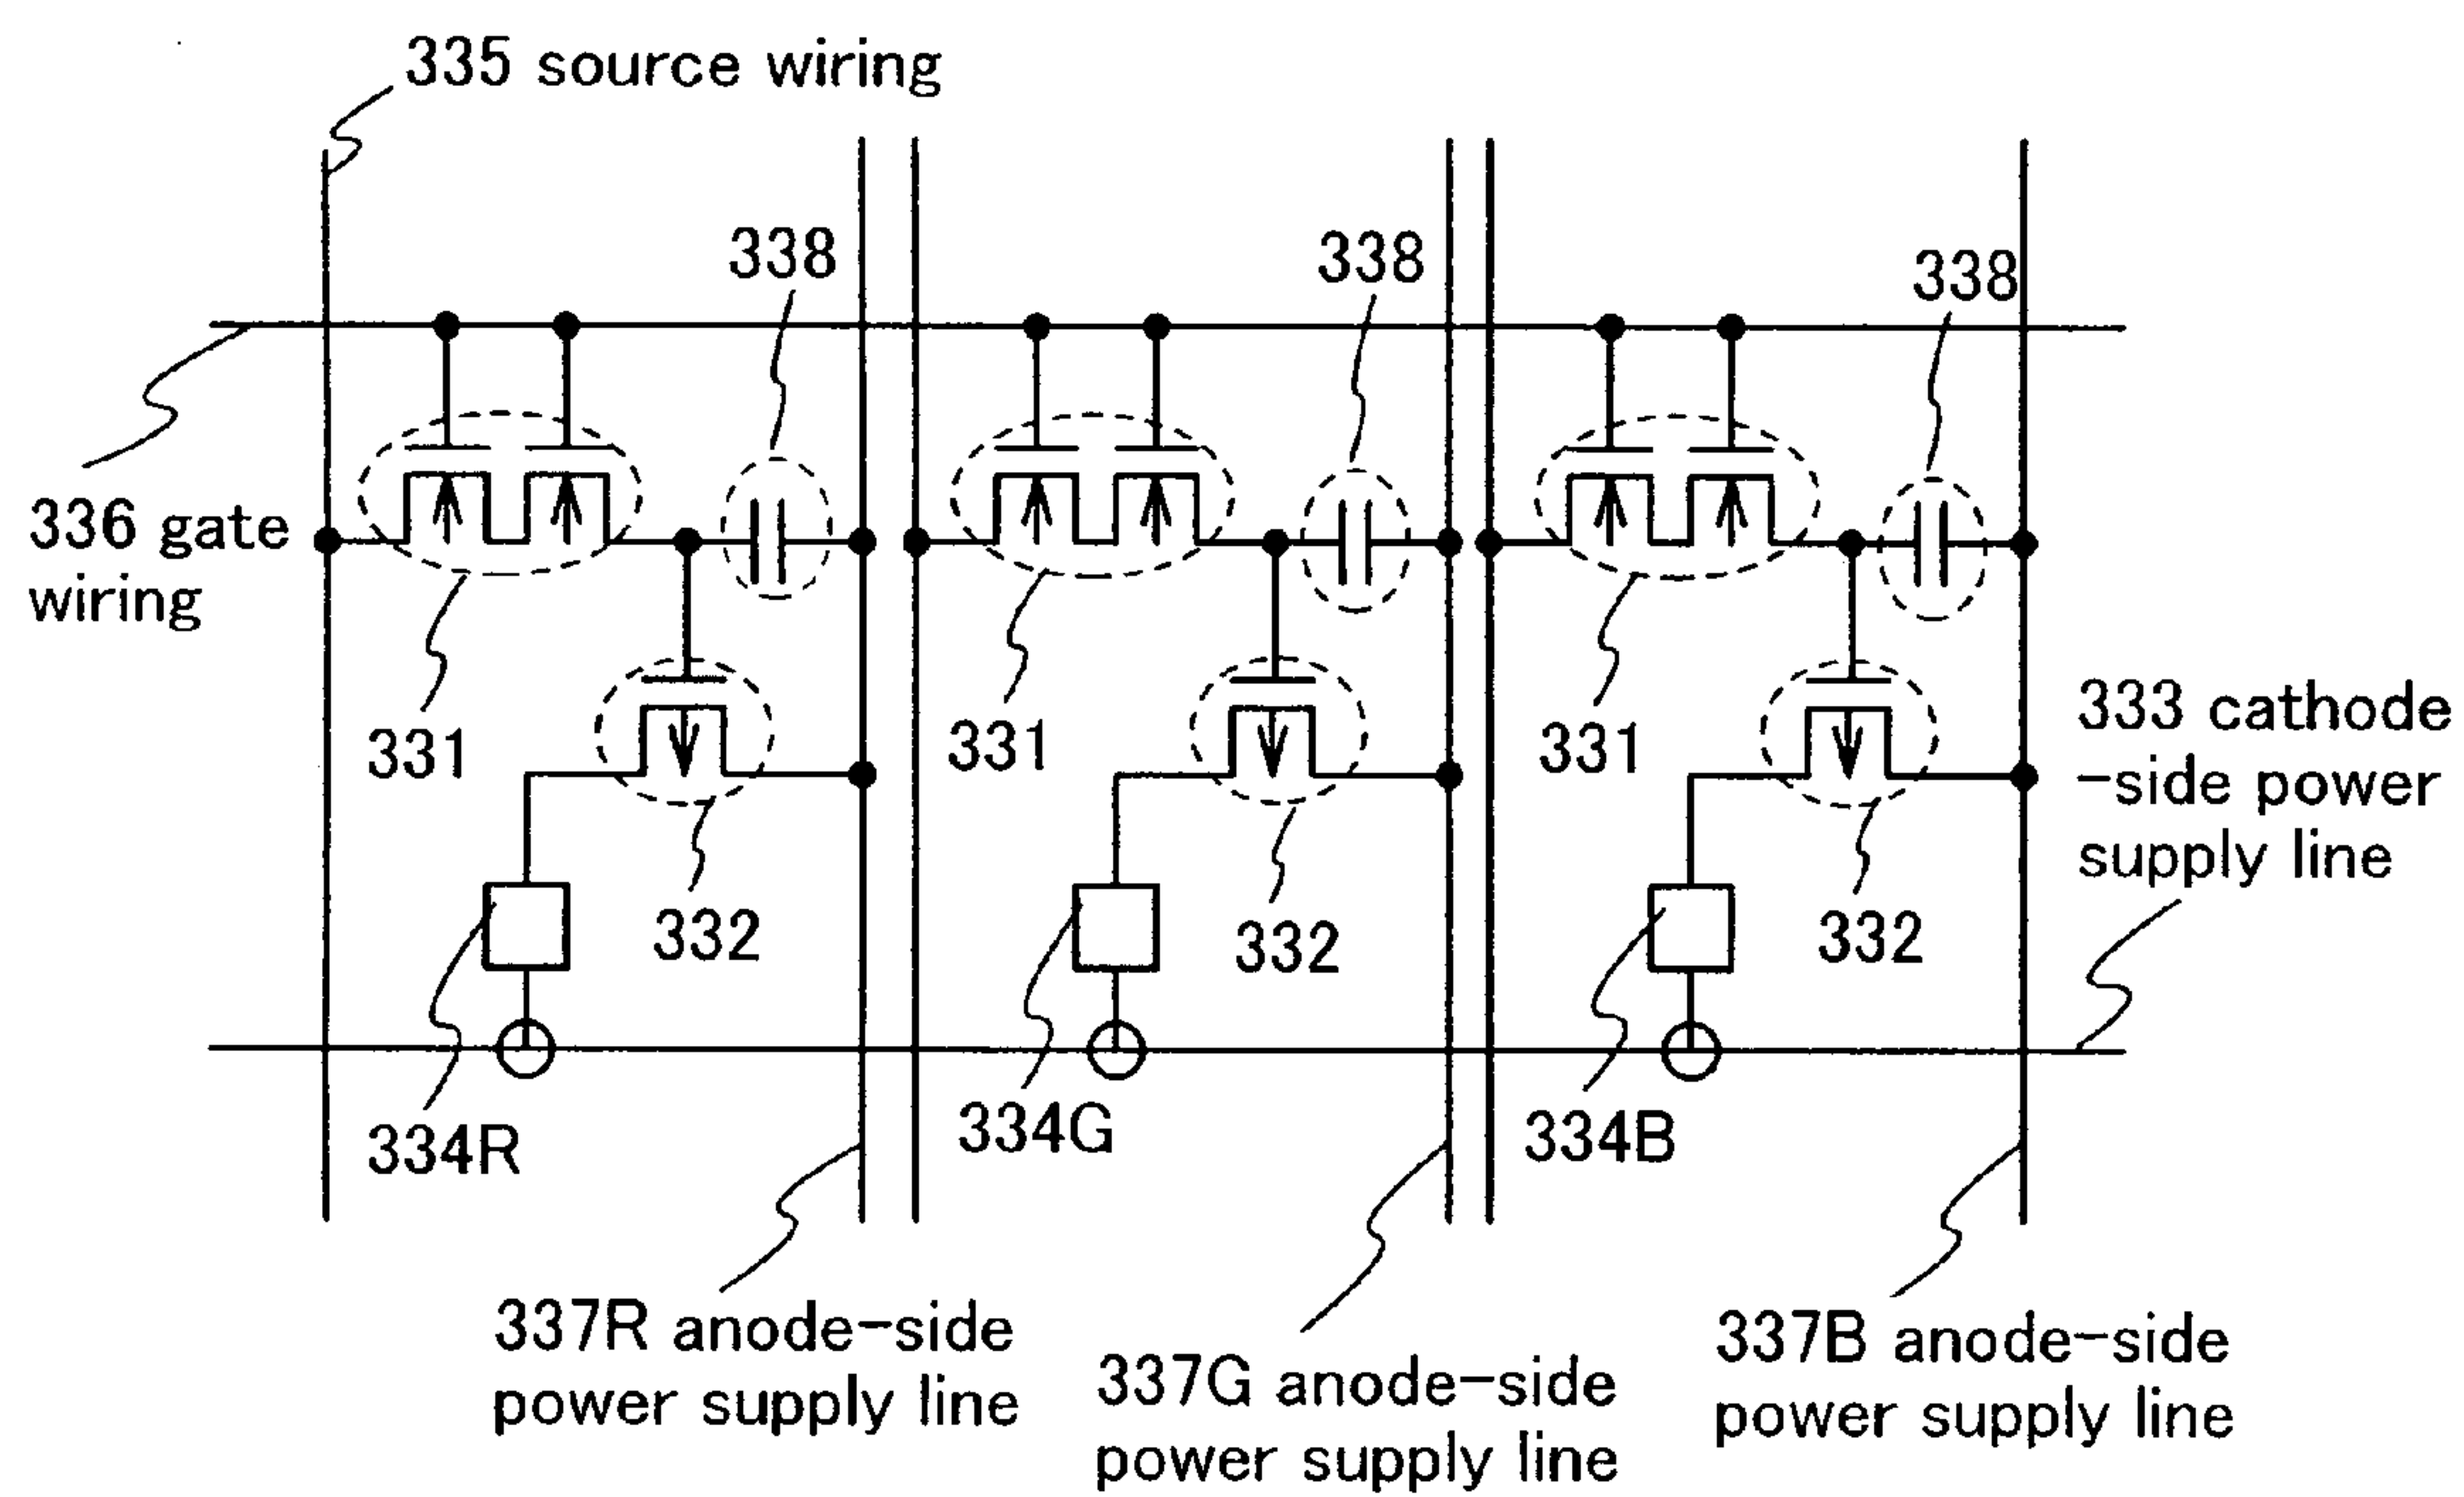 335 source wiring
338
338
338
336 gate
wiring
331
331
331
333 cathode
-side power
supply line
332
332
332
334R
334G
334B
337R anode-side
power supply line
337G anode-side
power supply line
337B anode-side
power supply line